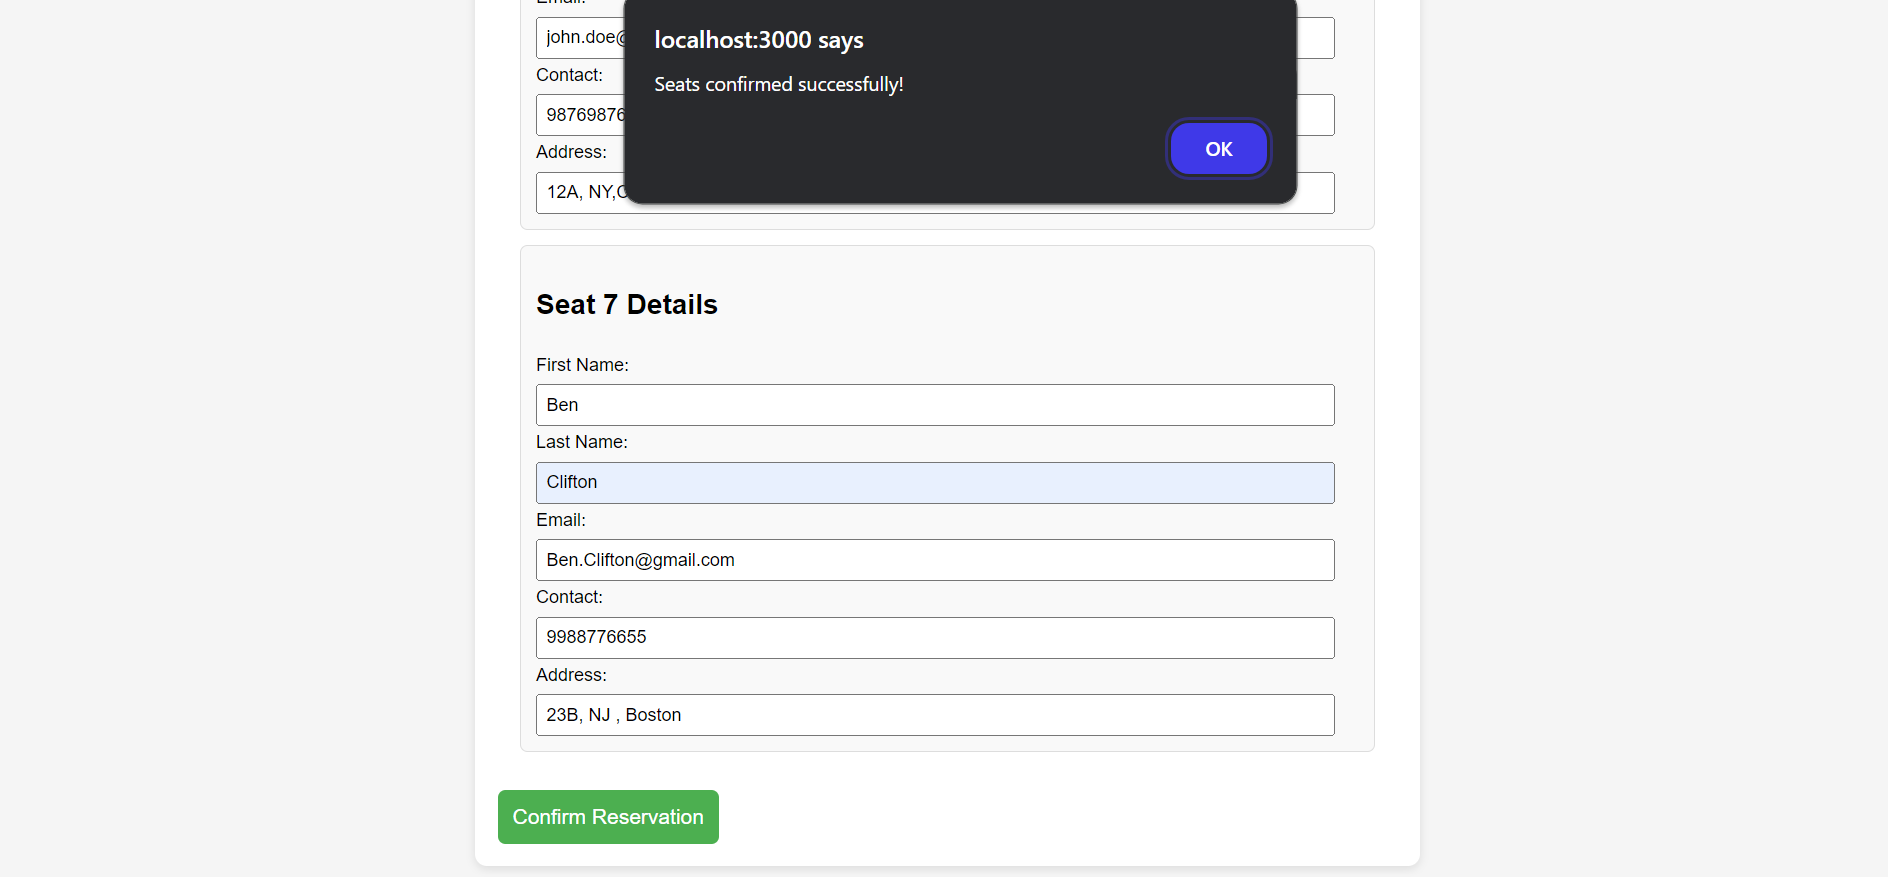 localhost:3000 says
Seats confirmed successfully!
OK
john.doe@
Contact:
98769876
Address:
12A, NY,
Seat 7 Details
First Name:
Ben
Last Name:
Clifton
Email:
Ben.Clifton@gmail.com
Contact:
9988776655
Address:
23B, NJ , Boston
Confirm Reservation